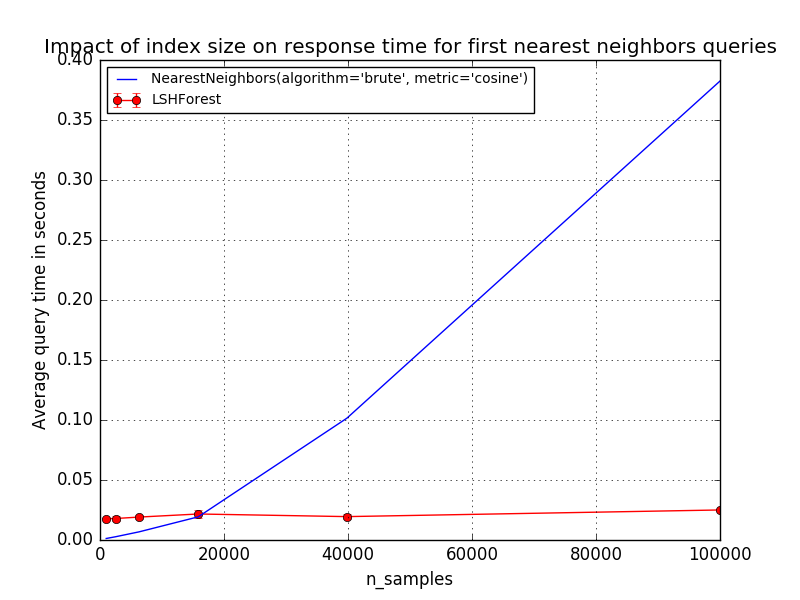 Impact of index size on response time for first nearest neighbors queries
NearestNeighbors(algorithm='brute', metric='cosine')
LSHForest
Average query time in seconds
0.40
0.35
0.30
0.25
0.20
0.15
0.10
0.05
0.00
0 20000 40000 60000 80000 100000
n_samples